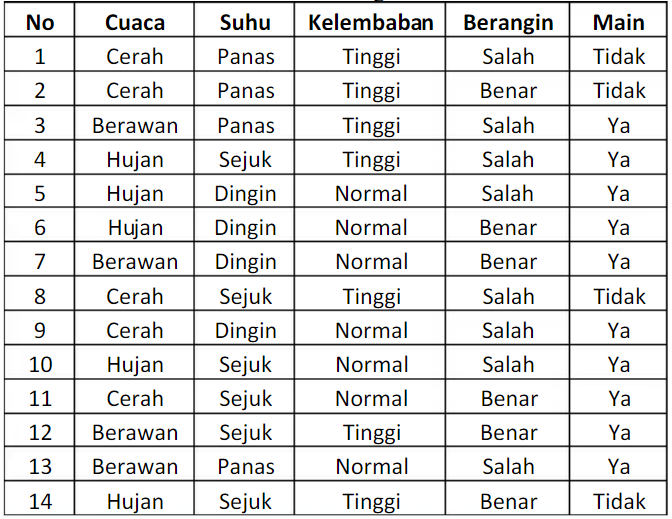 No Cuaca Suhu Kelembaban Berangin Main
1 Cerah Panas Tinggi Salah Tidak
2 Cerah Panas Tinggi Benar Tidak
3 Berawan Panas Tinggi Salah Ya
4 Hujan Sejuk Tinggi Salah Ya
5 Hujan Dingin Normal Salah Ya
6 Hujan Dingin Normal Benar Ya
7 Berawan Dingin Normal Benar Ya
8 Cerah Sejuk Tinggi Salah Tidak
9 Cerah Dingin Normal Salah Ya
10 Hujan Sejuk Normal Salah Ya
11 Cerah Sejuk Normal Benar Ya
12 Berawan Sejuk Tinggi Benar Ya
13 Berawan Panas Normal Salah Ya
14 Hujan Sejuk Tinggi Benar Tidak